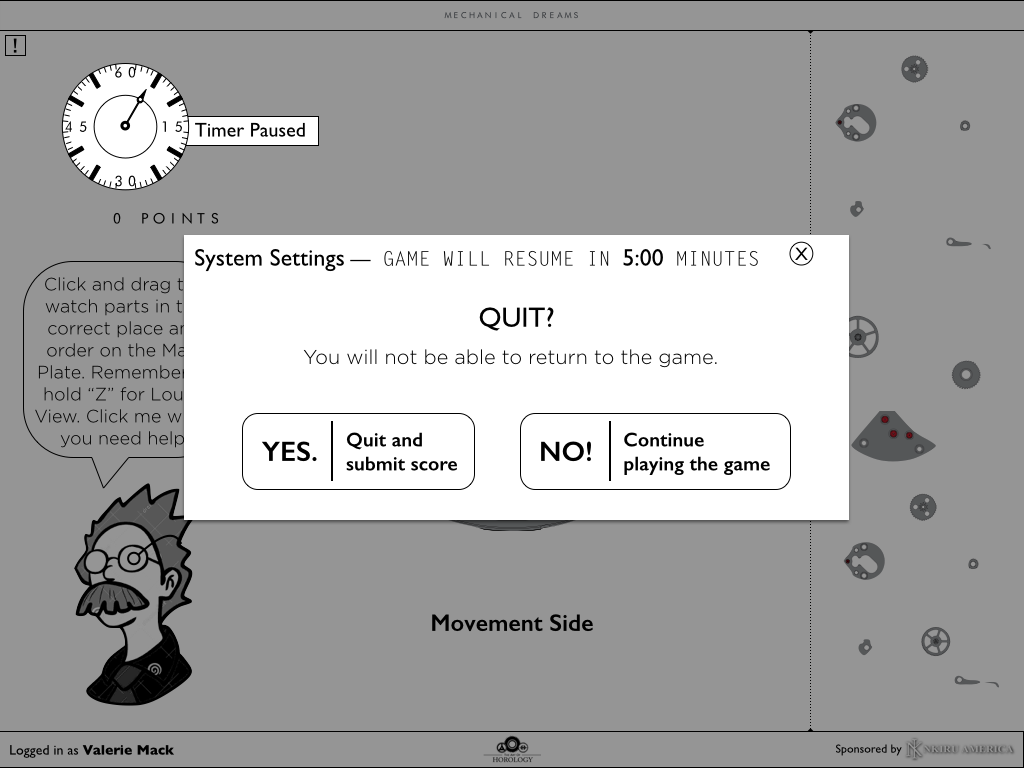 MECHANICAL DREAMS
!
60
45
15
30
Timer Paused
0 POINTS
System Settings — GAME WILL RESUME IN 5:00 MINUTES
X
QUIT?
You will not be able to return to the game.
YES.
Quit and
submit score
NO!
Continue
playing the game
Click and drag t
watch parts in t
correct place an
order on the Ma
Plate. Remember
hold “Z” for Lou
View. Click me w
you need help
Movement Side
Logged in as Valerie Mack
HOROLOGY
Sponsored by NKIRU AMERICA